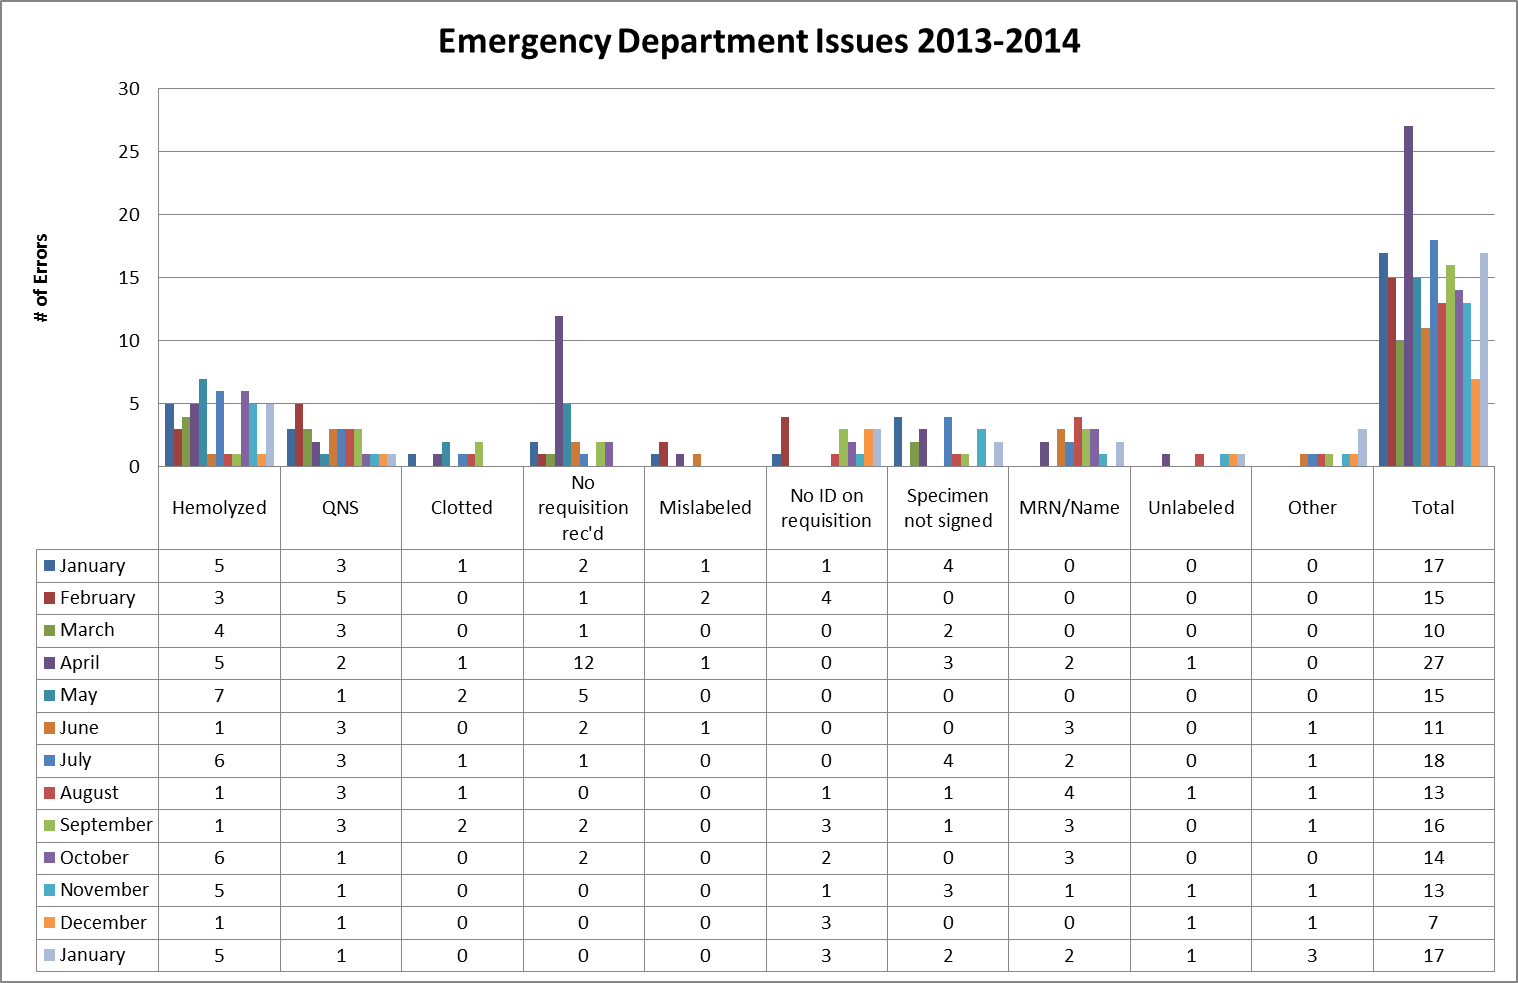 Emergency Department Issues 2013-2014
30
25
20
15
10
5
0
# of Errors
Hemolyzed QNS Clotted No requisition rec'd Mislabeled No ID on requisition Specimen not signed MRN/Name Unlabeled Other Total
January 5 3 1 2 1 1 4 0 0 0 17
February 3 5 0 1 2 4 0 0 0 0 15
March 4 3 0 1 0 0 2 0 0 0 10
April 5 2 1 12 1 0 3 2 1 0 27
May 7 1 2 5 0 0 0 0 0 0 15
June 1 3 0 2 1 0 0 3 0 1 11
July 6 3 1 1 0 0 4 2 0 1 18
August 1 3 1 0 0 1 1 4 1 1 13
September 1 3 2 2 0 3 1 3 0 1 16
October 6 1 0 2 0 2 0 3 0 0 14
November 5 1 0 0 0 1 3 1 1 1 13
December 1 1 0 0 0 3 0 0 1 1 7
January 5 1 0 0 0 3 2 2 1 3 17